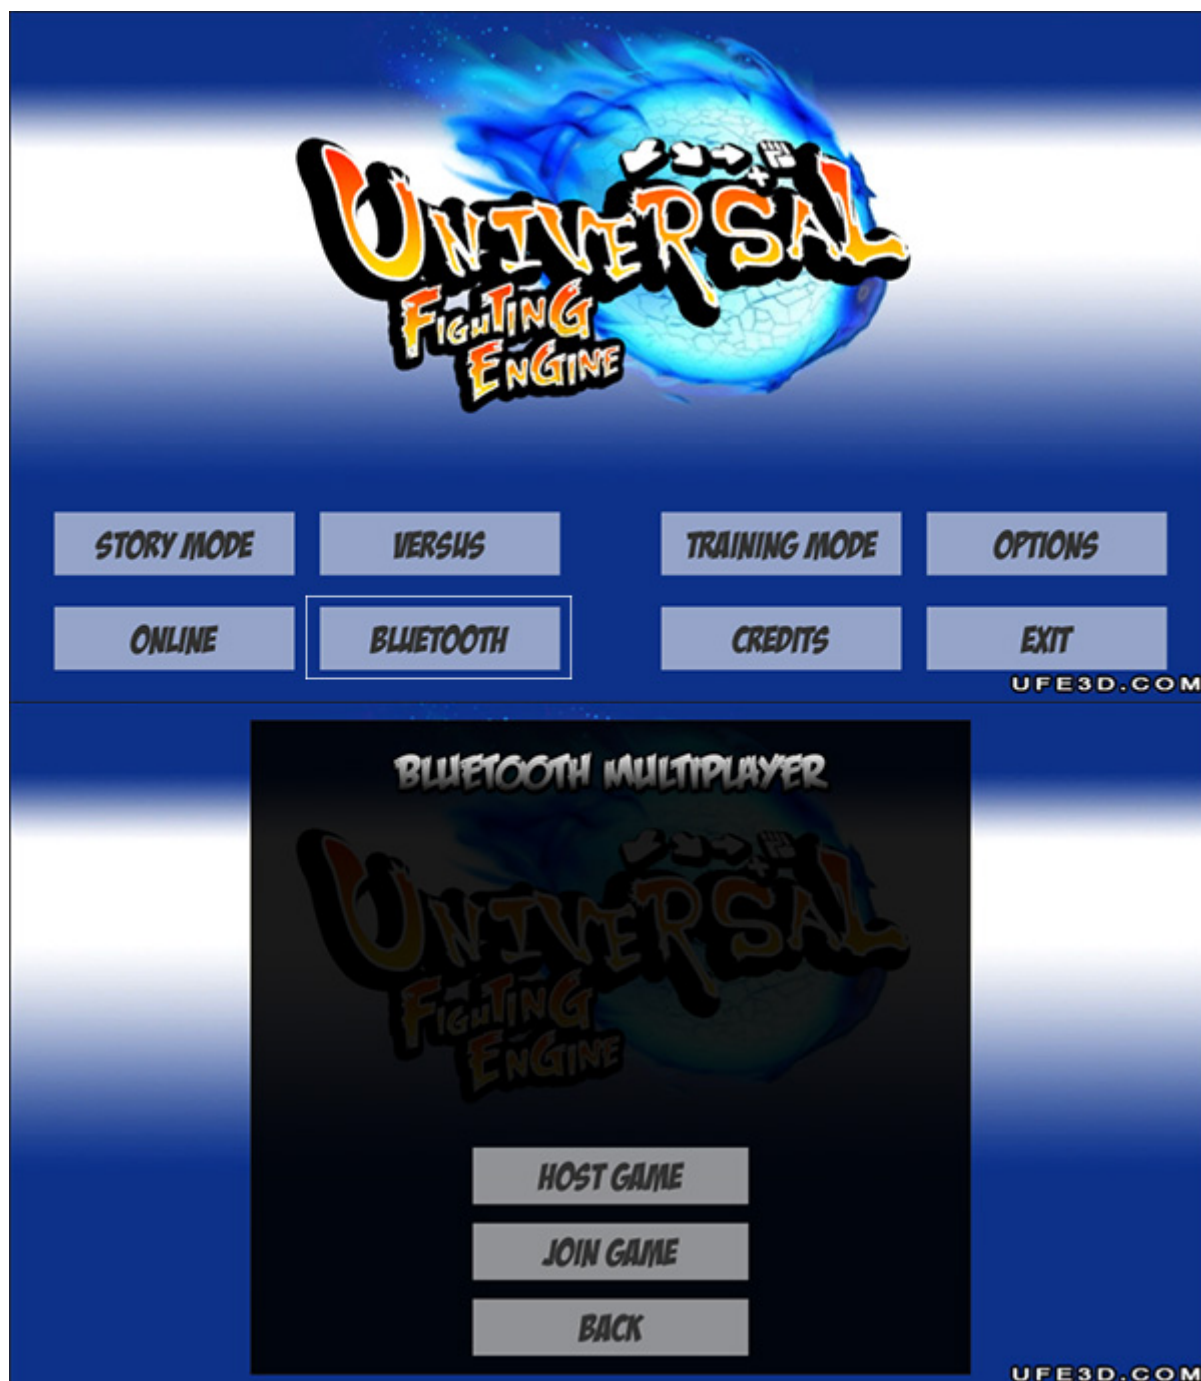 UNIVERSAL
FIGHTING
ENGINE
STORY MODE VERSUS TRAINING MODE OPTIONS
ONLINE BLUETOOTH CREDITS EXIT
UFE3D.COM
BLUETOOTH MULTIPLAYER
UNIVERSAL
FIGHTING
ENGINE
HOST GAME
JOIN GAME
BACK
UFE3D.COM